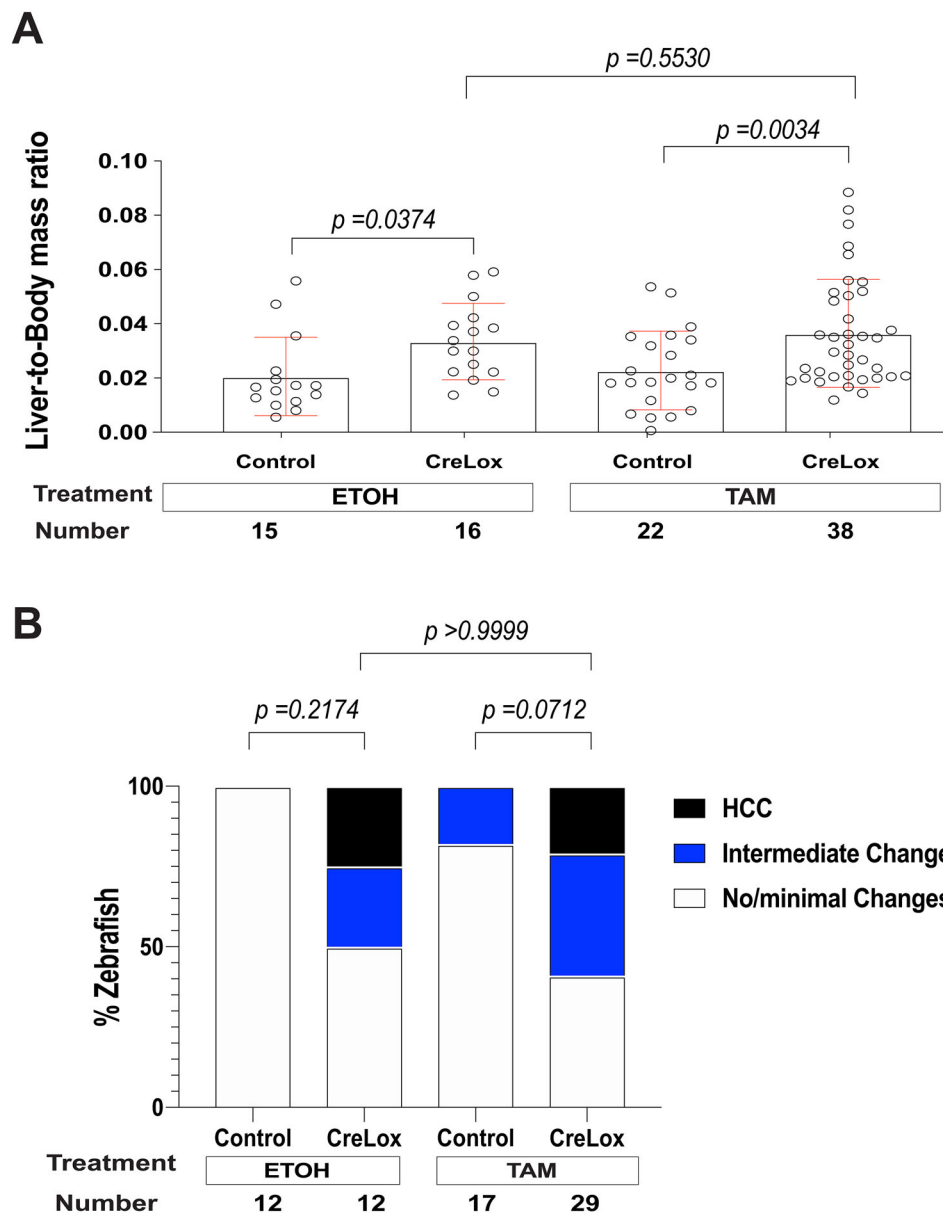 A
p =0.5530
p =0.0034
p =0.0374
Liver-to-Body mass ratio
0.10
0.08
0.06
0.04
0.02
0.00
Control CreLox Control CreLox
Treatment ETOH TAM
Number 15 16 22 38
B
p >0.9999
p =0.2174 p =0.0712
% Zebrafish
100
50
0
HCC
Intermediate Change
No/minimal Changes
Control CreLox Control CreLox
Treatment ETOH TAM
Number 12 12 17 29